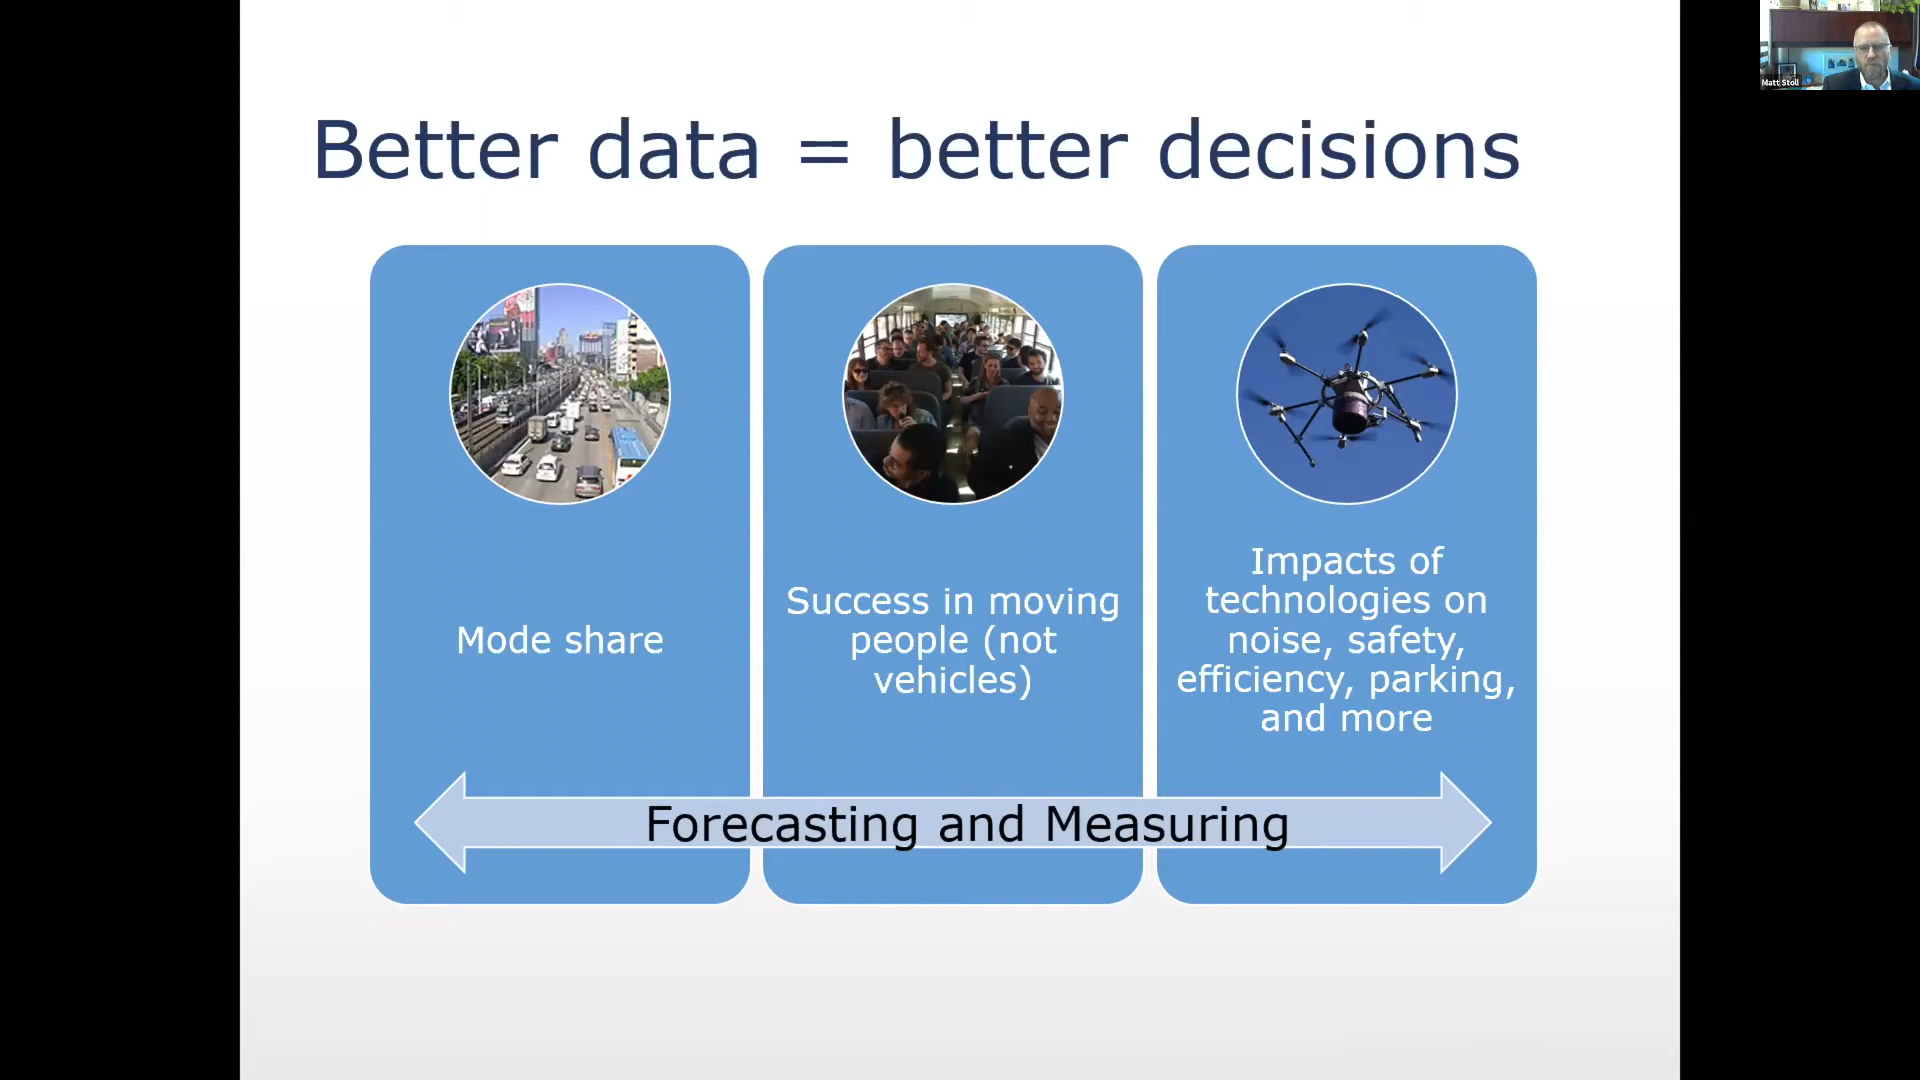 Better data = better decisions
Mode share
Success in moving
people (not
vehicles)
Impacts of
technologies on
noise, safety,
efficiency, parking,
and more
Forecasting and Measuring
Matt Stoll